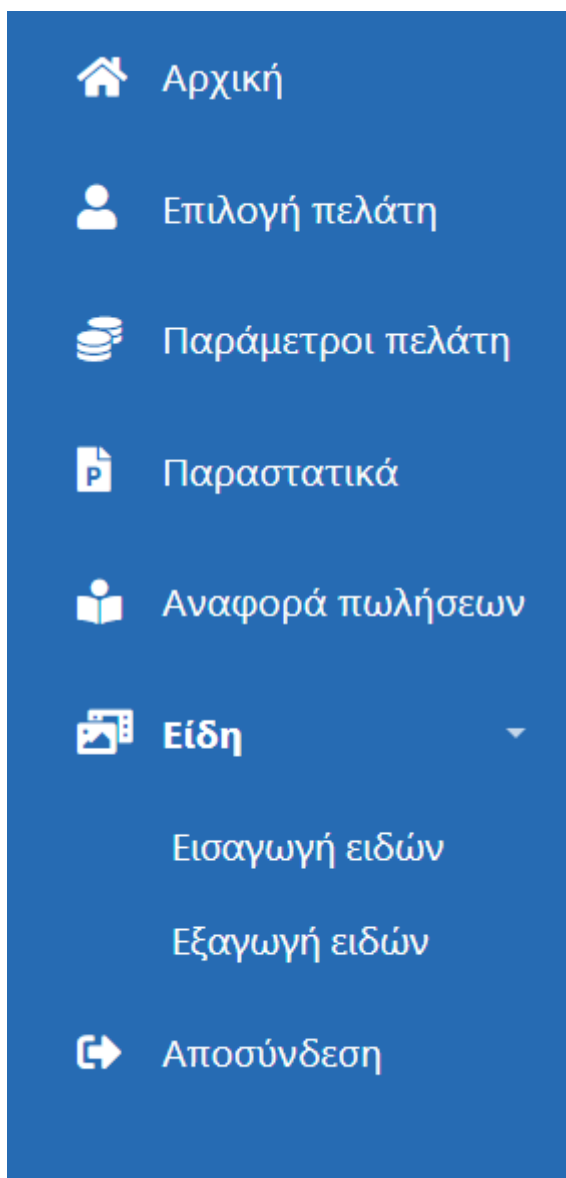 Αρχική
Επιλογή πελάτη
Παράμετροι πελάτη
P
Παραστατικά
Αναφορά πωλήσεων
Είδη
Εισαγωγή ειδών
Εξαγωγή ειδών
Αποσύνδεση